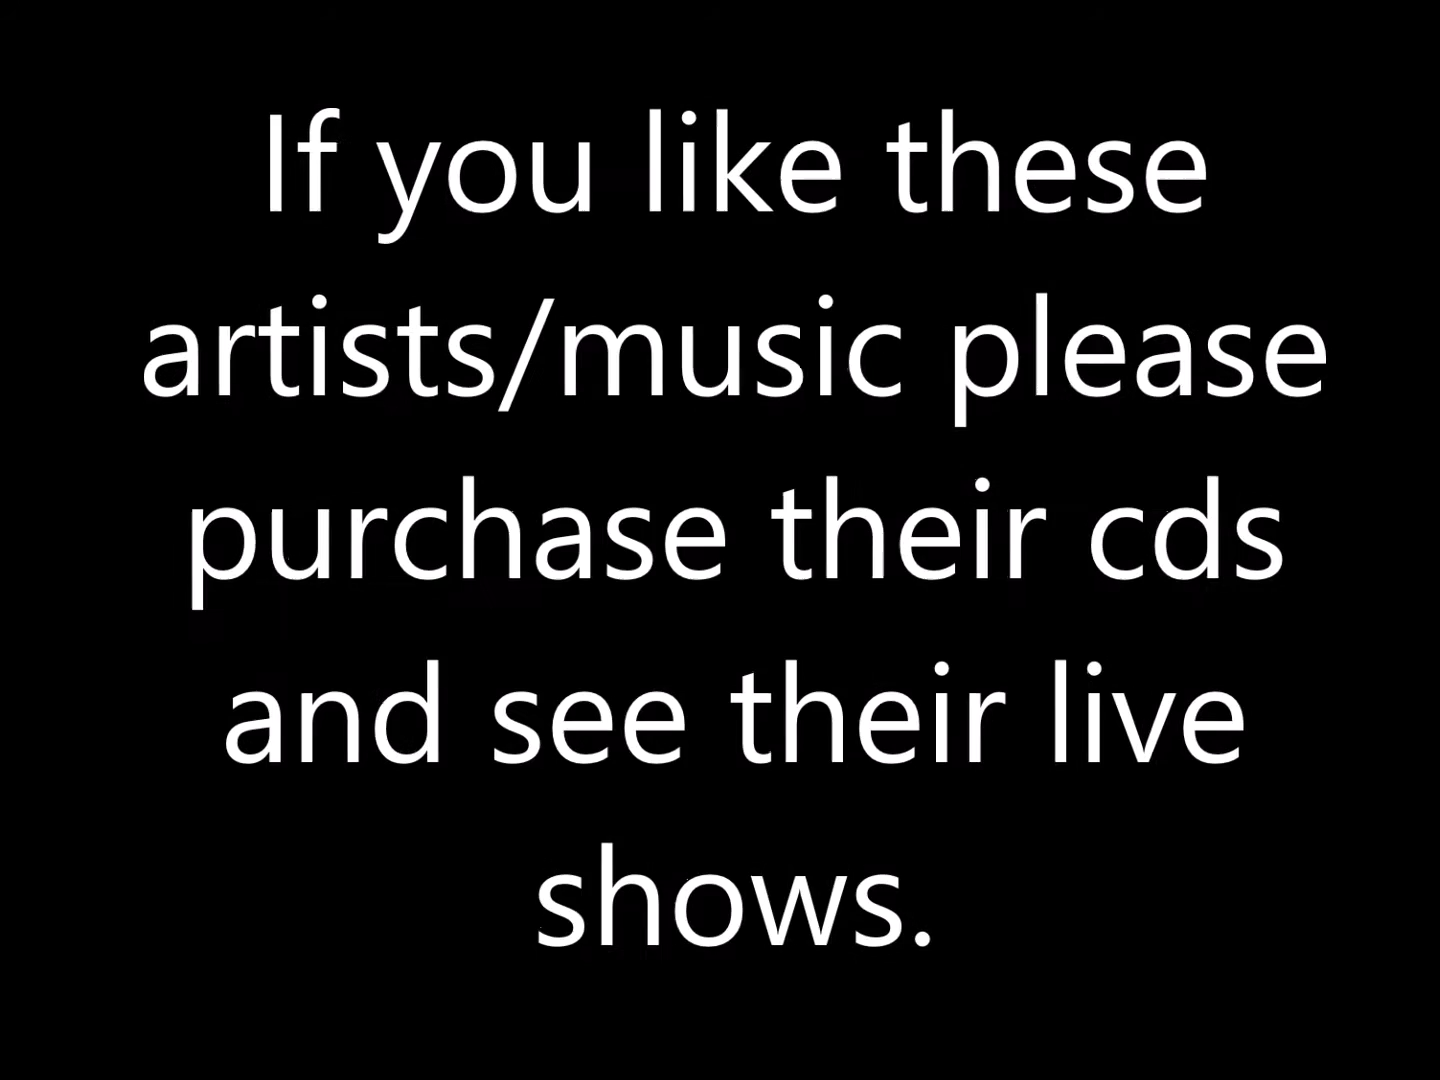 If you like these
artists/music please
purchase their cds
and see their live
shows.